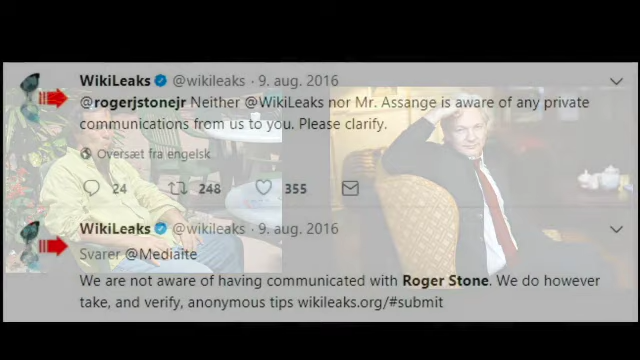 WikiLeaks @wikileaks · 9. aug. 2016
@rogerjstonejr Neither @WikiLeaks nor Mr. Assange is aware of any private
communications from us to you. Please clarify.
Oversæt fra engelsk
24 248 355
WikiLeaks @wikileaks · 9. aug. 2016
Svarer @Mediaite
We are not aware of having communicated with Roger Stone. We do however
take, and verify, anonymous tips wikileaks.org/#submit